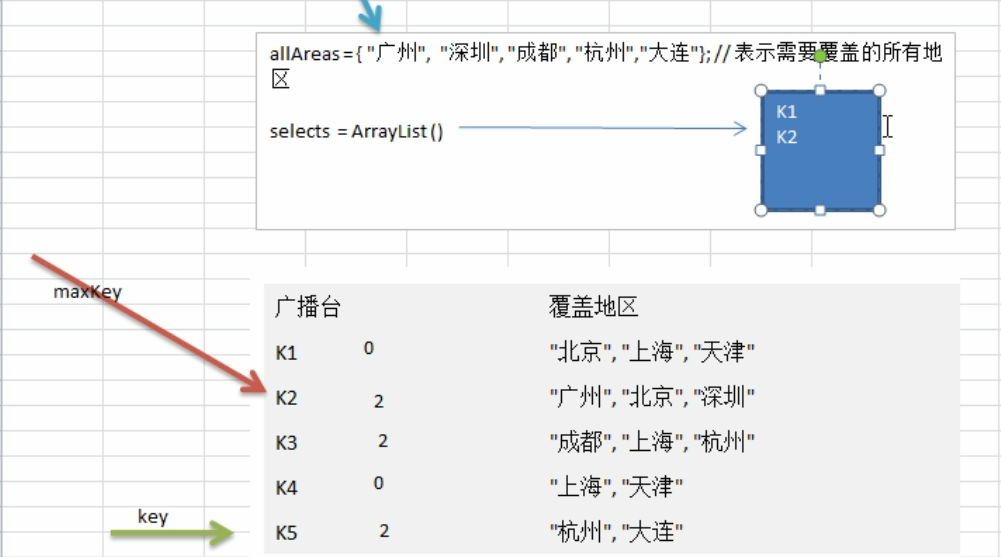 allAreas={ "广州", "深圳","成都","杭州","大连"};// 表示需要覆盖的所有地
区
selects = ArrayList()
K1
K2
maxKey
广播台 覆盖地区
K1 0 "北京","上海","天津"
K2 2 "广州","北京","深圳"
K3 2 "成都","上海","杭州"
K4 0 "上海","天津"
key
K5 2 "杭州","大连"